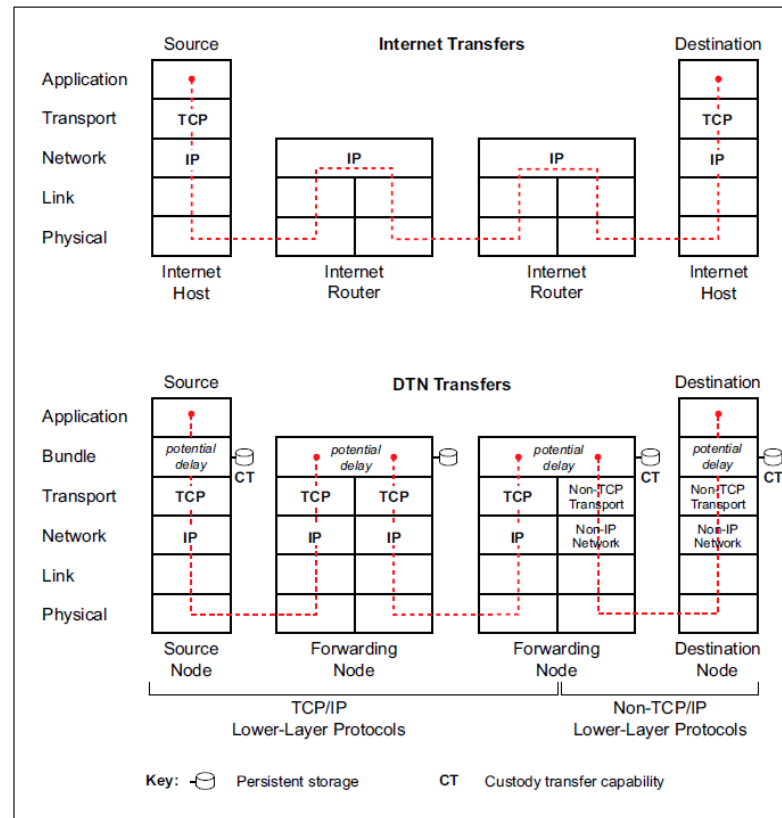 Source Internet Transfers Destination
Application
Transport TCP TCP
Network IP IP IP IP
Link
Physical
Internet Host Internet Router Internet Router Internet Host
Source DTN Transfers Destination
Application
Bundle potential delay CT potential delay potential delay CT potential delay CT
Transport TCP TCP TCP TCP Non-TCP Transport Non-TCP Transport
Network IP IP IP IP Non-IP Network Non-IP Network
Link
Physical
Source Node Forwarding Node Forwarding Node Destination Node
TCP/IP Lower-Layer Protocols Non-TCP/IP Lower-Layer Protocols
Key: Persistent storage CT Custody transfer capability